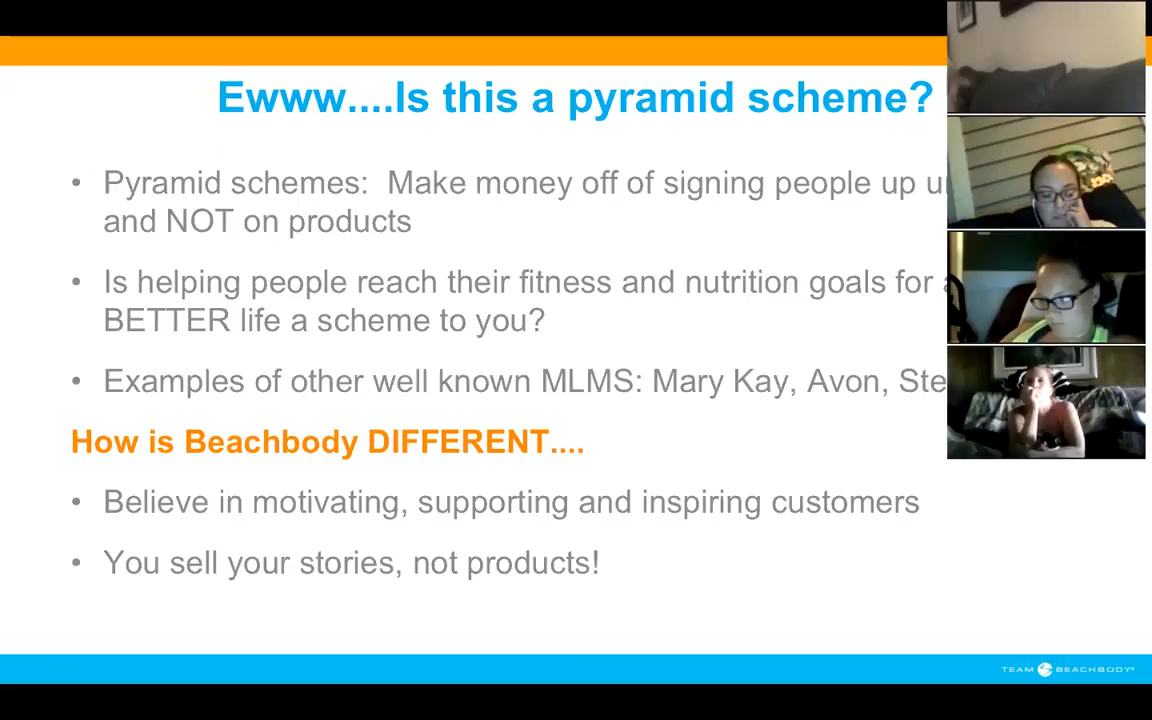 Ewww....Is this a pyramid scheme?
• Pyramid schemes: Make money off of signing people up
and NOT on products
• Is helping people reach their fitness and nutrition goals for
BETTER life a scheme to you?
• Examples of other well known MLMS: Mary Kay, Avon,
How is Beachbody DIFFERENT....
• Believe in motivating, supporting and inspiring customers
• You sell your stories, not products!
TEAM BEACHBODY